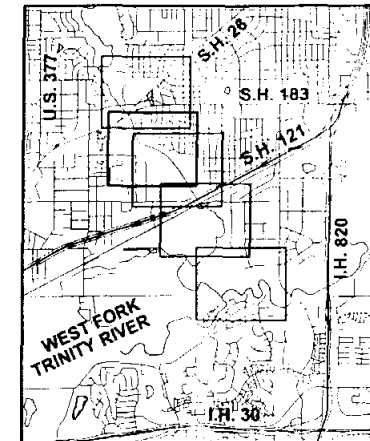 S.H. 26
U.S. 377
S.H. 183
S.H. 121
I.H. 820
WEST FORK
TRINITY RIVER
I.H. 30